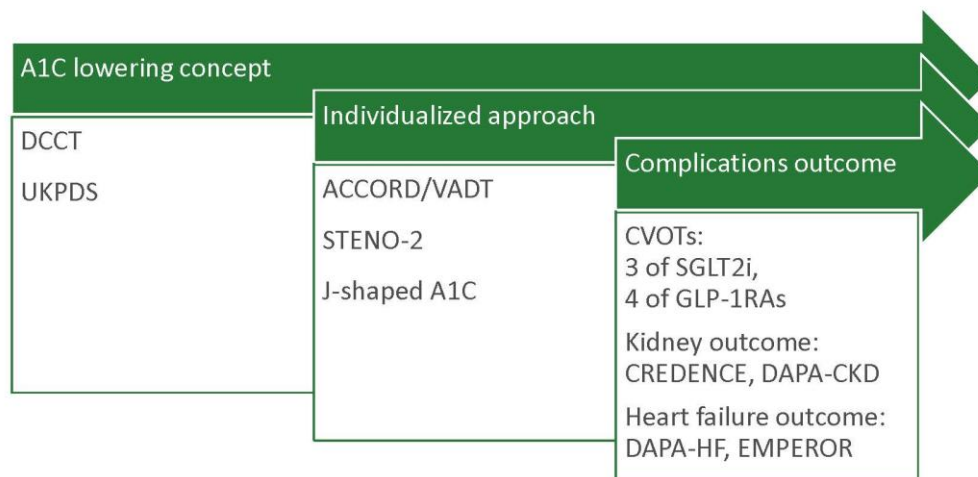 A1C lowering concept
DCCT
UKPDS
Individualized approach
ACCORD/VADT
STENO-2
J-shaped A1C
Complications outcome
CVOTs:
3 of SGLT2i,
4 of GLP-1RAs
Kidney outcome:
CREDENCE, DAPA-CKD
Heart failure outcome:
DAPA-HF, EMPEROR